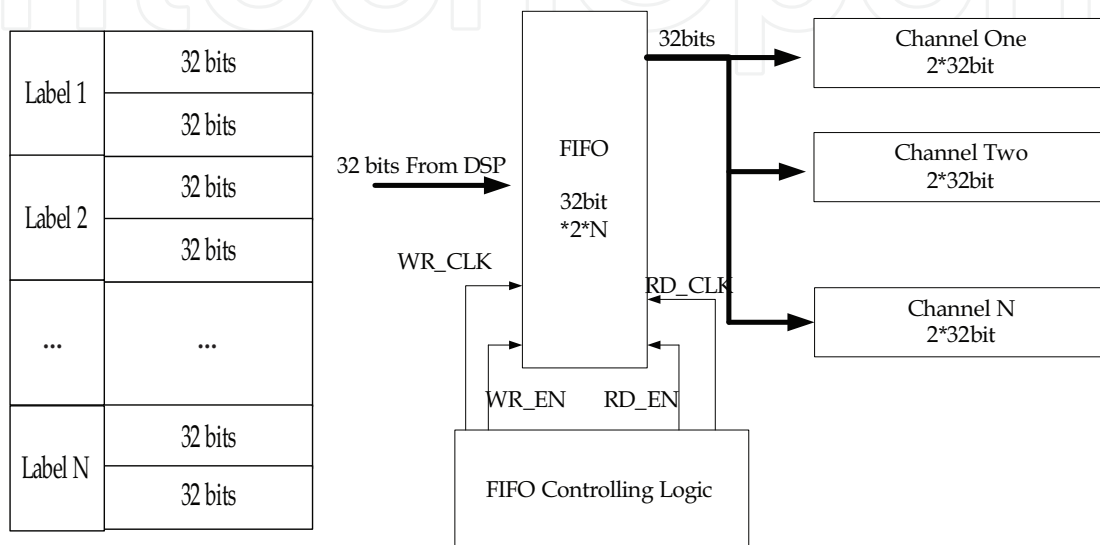 Label 1
32 bits
32 bits
Label 2
32 bits
32 bits
...
...
Label N
32 bits
32 bits
32 bits From DSP
FIFO
32bit
*2*N
32bits
WR_CLK
RD_CLK
WR_EN
RD_EN
FIFO Controlling Logic
Channel One
2*32bit
Channel Two
2*32bit
Channel N
2*32bit